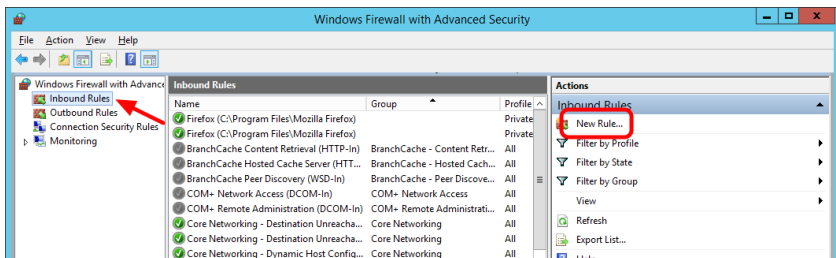 Windows Firewall with Advanced Security
File Action View Help
Windows Firewall with Advance
Inbound Rules
Outbound Rules
Connection Security Rules
Monitoring
Inbound Rules
Name Group Profile
Firefox (C:\Program Files\Mozilla Firefox) Private
Firefox (C:\Program Files\Mozilla Firefox) Private
BranchCache Content Retrieval (HTTP-In) BranchCache - Content Retr... All
BranchCache Hosted Cache Server (HTT... BranchCache - Hosted Cach... All
BranchCache Peer Discovery (WSD-In) BranchCache - Peer Discove... All
COM+ Network Access (DCOM-In) COM+ Network Access All
COM+ Remote Administration (DCOM-In) COM+ Remote Administrati... All
Core Networking - Destination Unreacha... Core Networking All
Core Networking - Destination Unreacha... Core Networking All
Core Networking - Dynamic Host Config... Core Networking All
Actions
Inbound Rules
New Rule...
Filter by Profile
Filter by State
Filter by Group
View
Refresh
Export List...
Help